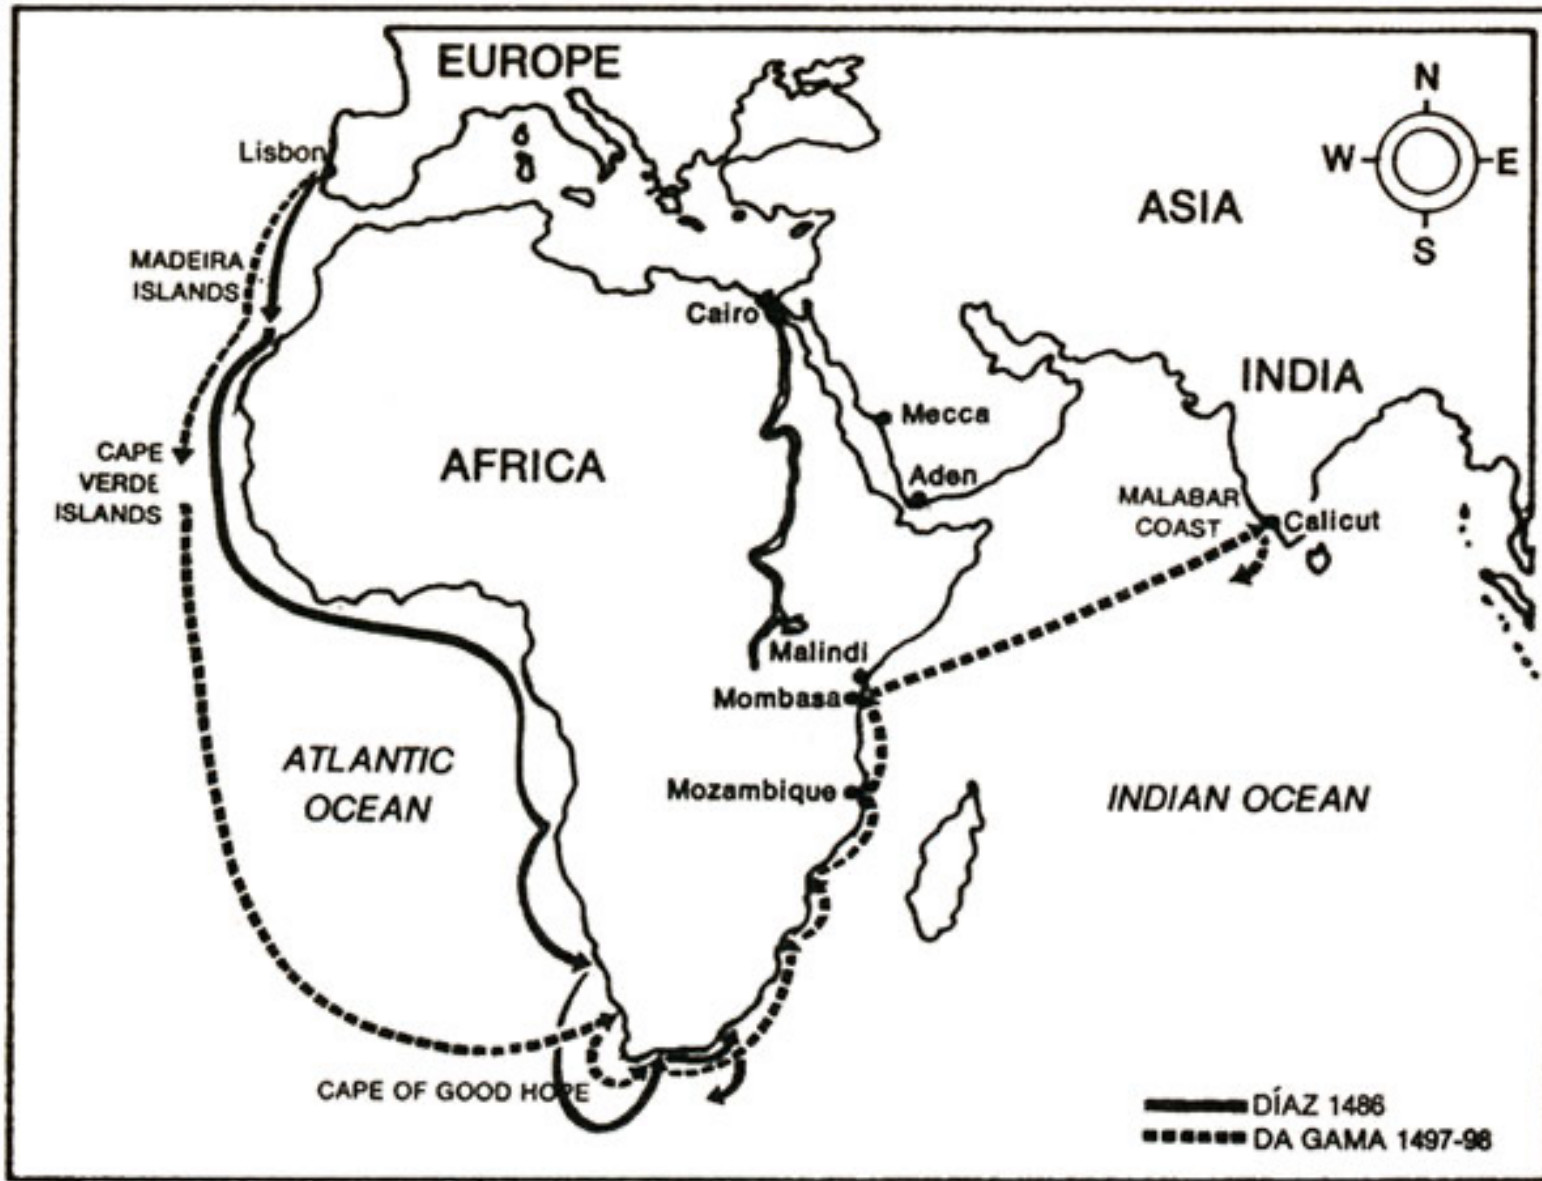 EUROPE
N
Lisbon
W
E
ASIA
S
MADEIRA
ISLANDS
Cairo
INDIA
Mecca
CAPE
VERDE
ISLANDS
AFRICA
Aden
MALABAR
COAST
Calicut
Malindi
Mombasa
ATLANTIC
OCEAN
Mozambique
INDIAN OCEAN
CAPE OF GOOD HOPE
DÍAZ 1486
DA GAMA 1497-98